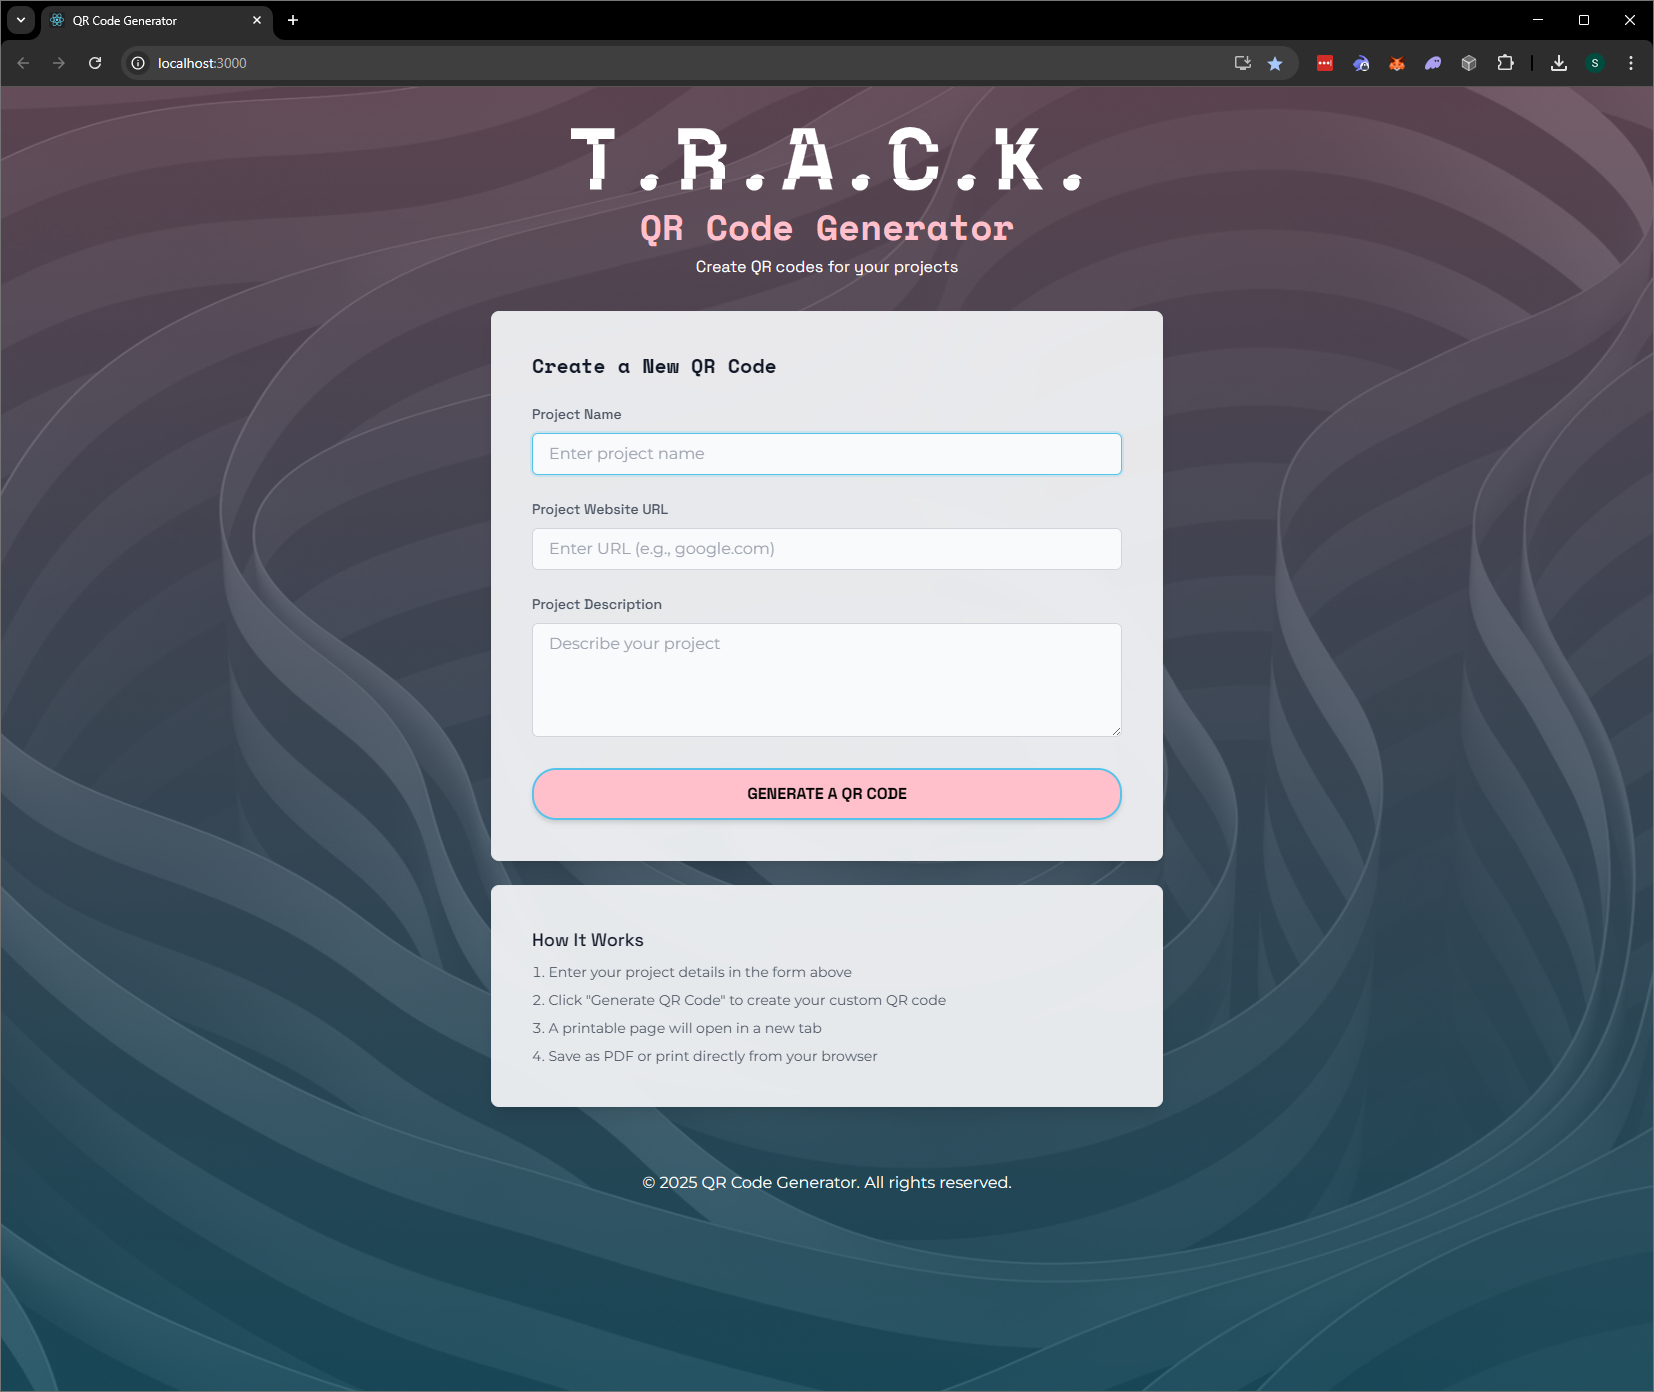 QR Code Generator
localhost:3000
S
T.R.A.C.K.
QR Code Generator
Create QR codes for your projects
Create a New QR Code
Project Name
Enter project name
Project Website URL
Enter URL (e.g., google.com)
Project Description
Describe your project
GENERATE A QR CODE
How It Works
1. Enter your project details in the form above
2. Click "Generate QR Code" to create your custom QR code
3. A printable page will open in a new tab
4. Save as PDF or print directly from your browser
© 2025 QR Code Generator. All rights reserved.